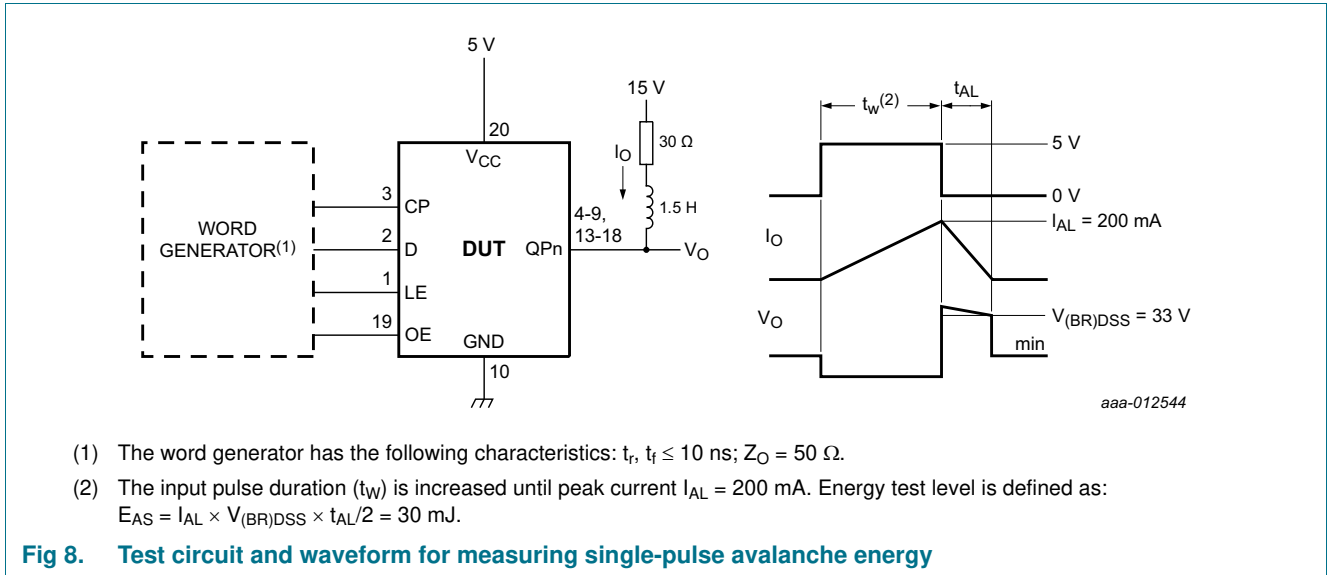 5 V
15 V
20
VCC
30 Ω
IO
1.5 H
WORD
GENERATOR(1)
3
CP
2
D
1
LE
19
OE
DUT
QPn
4-9,
13-18
VO
GND
10
tw(2)
tAL
5 V
0 V
IO
IAL = 200 mA
VO
V(BR)DSS = 33 V
min
aaa-012544
(1) The word generator has the following characteristics: tr, tf ≤ 10 ns; ZO = 50 Ω.
(2) The input pulse duration (tW) is increased until peak current IAL = 200 mA. Energy test level is defined as:
EAS = IAL × V(BR)DSS × tAL/2 = 30 mJ.
Fig 8. Test circuit and waveform for measuring single-pulse avalanche energy